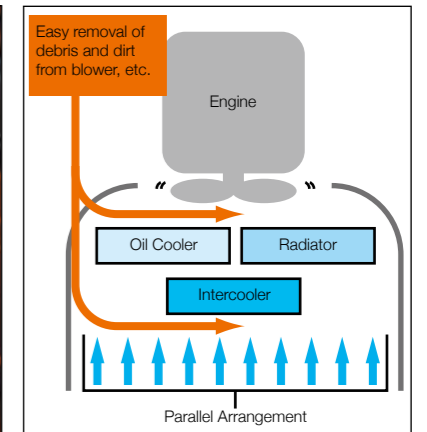 Easy removal of
debris and dirt
from blower, etc.
Engine
Oil Cooler
Radiator
Intercooler
Parallel Arrangement